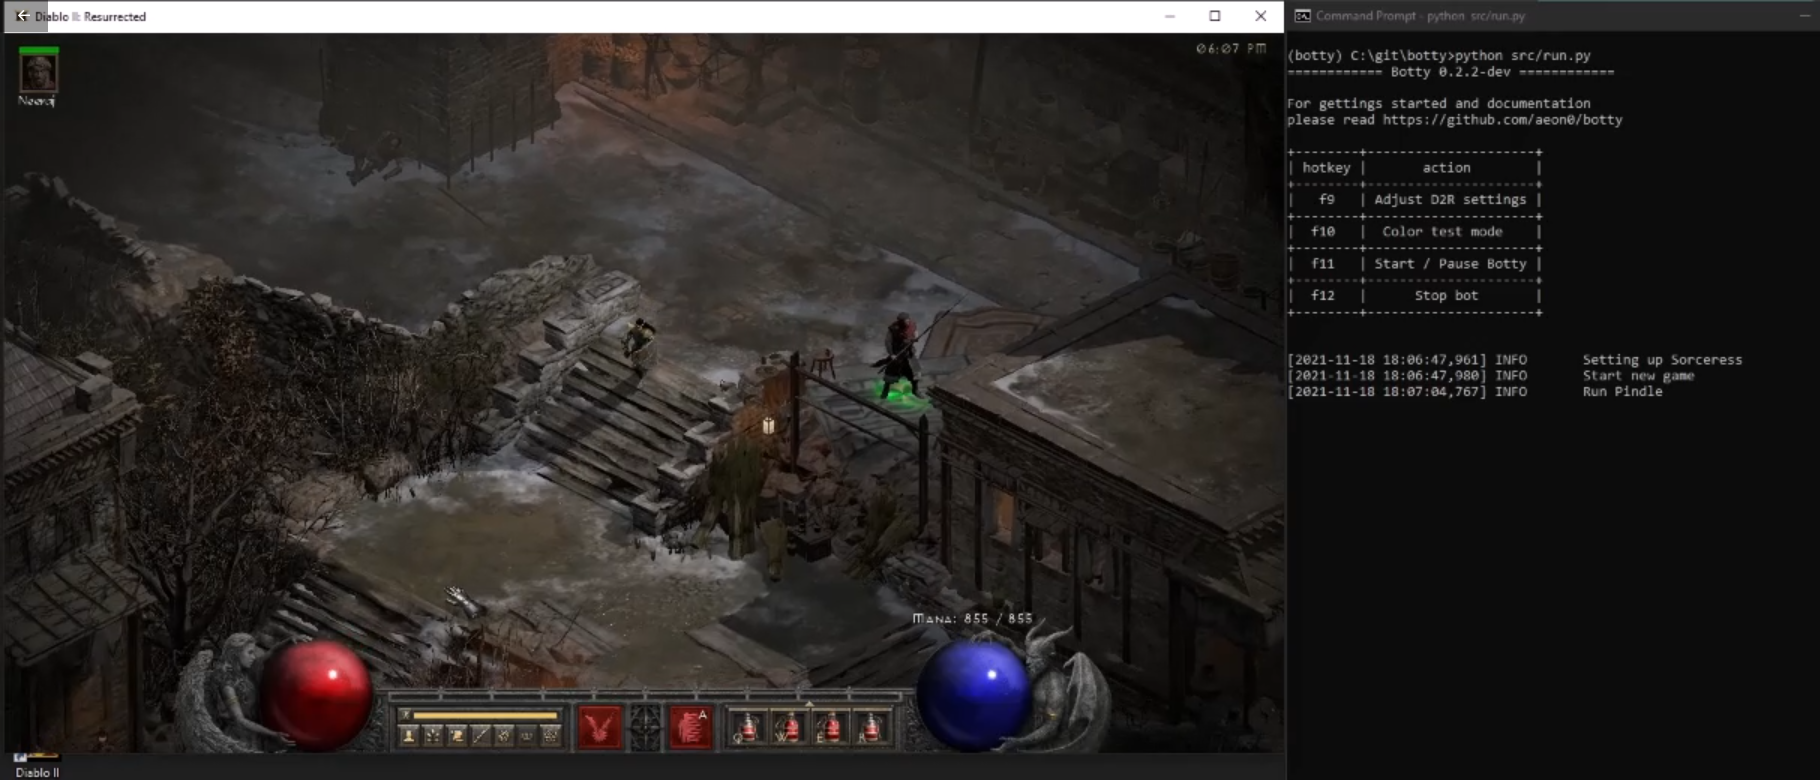 Diablo II: Resurrected
06:07 PM
Neeraj
MANA: 855 / 855
A
Q W E R
Diablo II
Command Prompt - python src/run.py
(botty) C:\git\botty>python src/run.py
============ Botty 0.2.2-dev ============
For gettings started and documentation
please read https://github.com/aeon0/botty
+--------+---------------------+
| hotkey | action |
+--------+---------------------+
| f9 | Adjust D2R settings |
+--------+---------------------+
| f10 | Color test mode |
+--------+---------------------+
| f11 | Start / Pause Botty |
+--------+---------------------+
| f12 | Stop bot |
+--------+---------------------+
[2021-11-18 18:06:47,961] INFO Setting up Sorceress
[2021-11-18 18:06:47,980] INFO Start new game
[2021-11-18 18:07:04,767] INFO Run Pindle